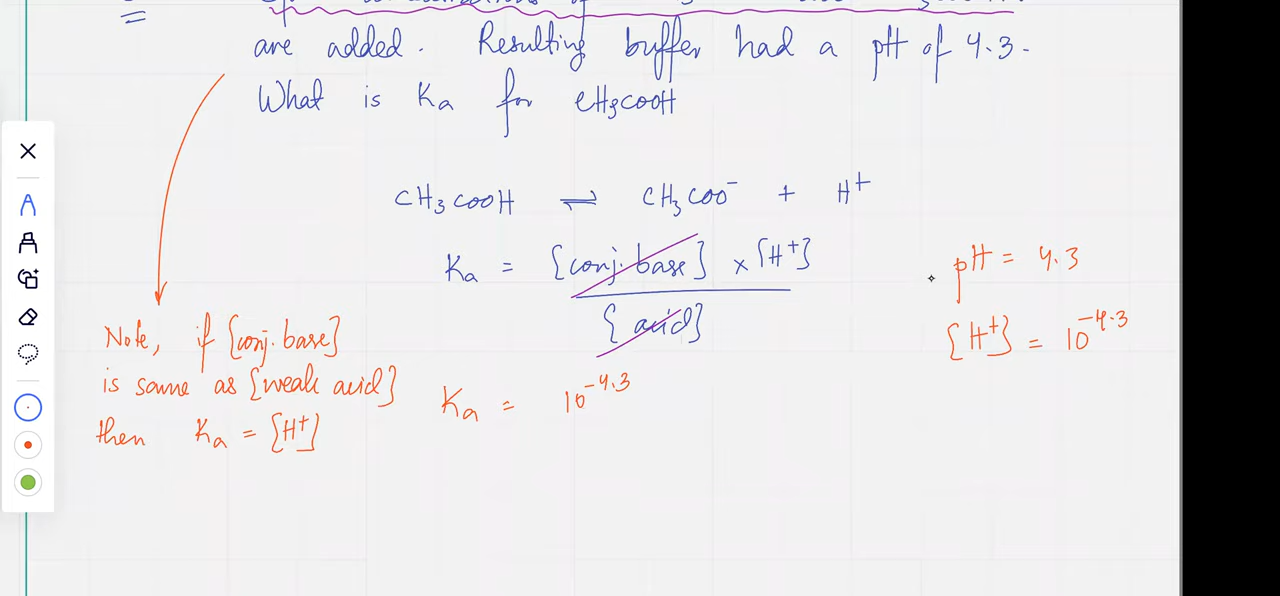 are added. Resulting buffer had a pH of 4.3.
What is Ka for CH3COOH
CH3COOH ⇌ CH3COO⁻ + H⁺
Ka = [conj. base] × [H⁺]
[acid]
pH = 4.3
[H⁺] = 10^-4.3
Note, if [conj. base]
is same as [weak acid]
then Ka = [H⁺]
Ka = 10^-4.3